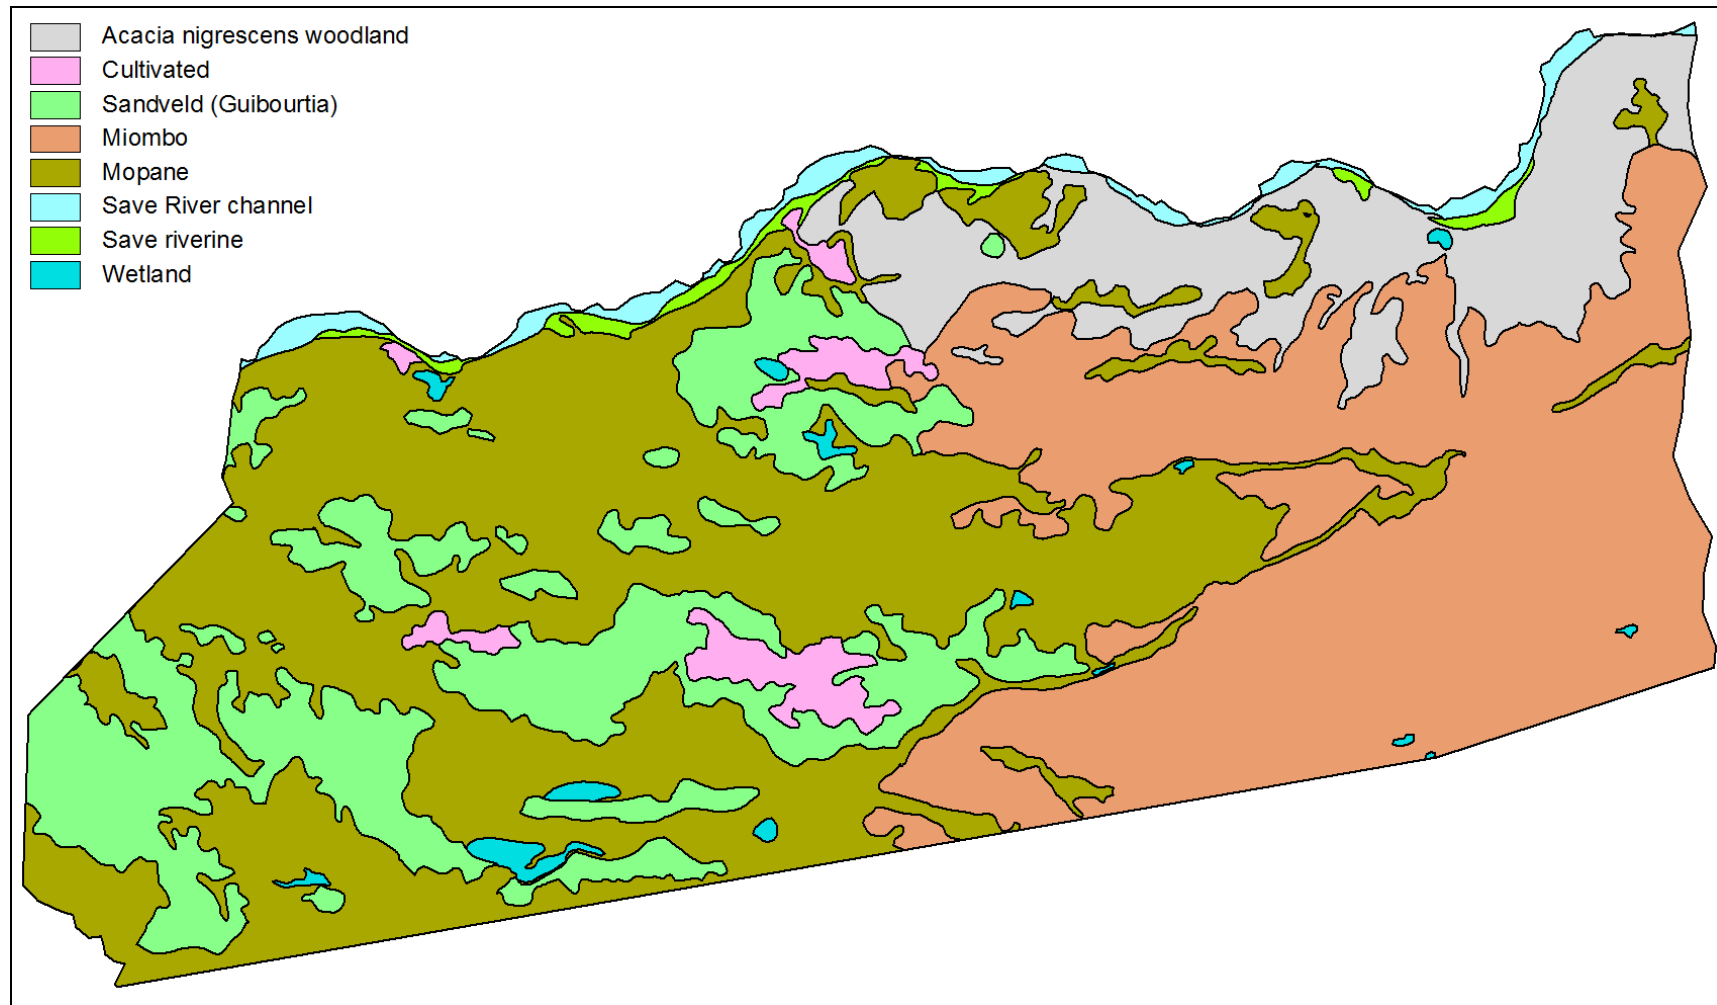 Acacia nigrescens woodland
Cultivated
Sandveld (Guibourtia)
Miombo
Mopane
Save River channel
Save riverine
Wetland